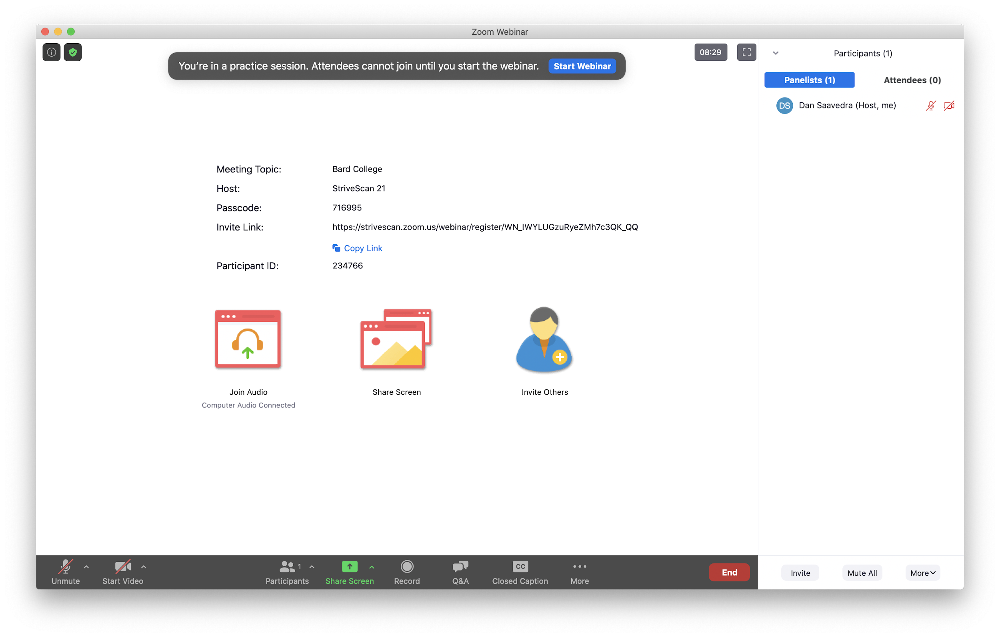 Zoom Webinar
You're in a practice session. Attendees cannot join until you start the webinar. Start Webinar
08:29
Participants (1)
Panelists (1) Attendees (0)
DS Dan Saavedra (Host, me)
Meeting Topic: Bard College
Host: StriveScan 21
Passcode: 716995
Invite Link: https://strivescan.zoom.us/webinar/register/WN_IWYLUGzuRyeZMh7c3QK_QQ
Copy Link
Participant ID: 234766
Join Audio Share Screen Invite Others
Computer Audio Connected
1 CC
Unmute Start Video Participants Share Screen Record Q&A Closed Caption More End
Invite Mute All More